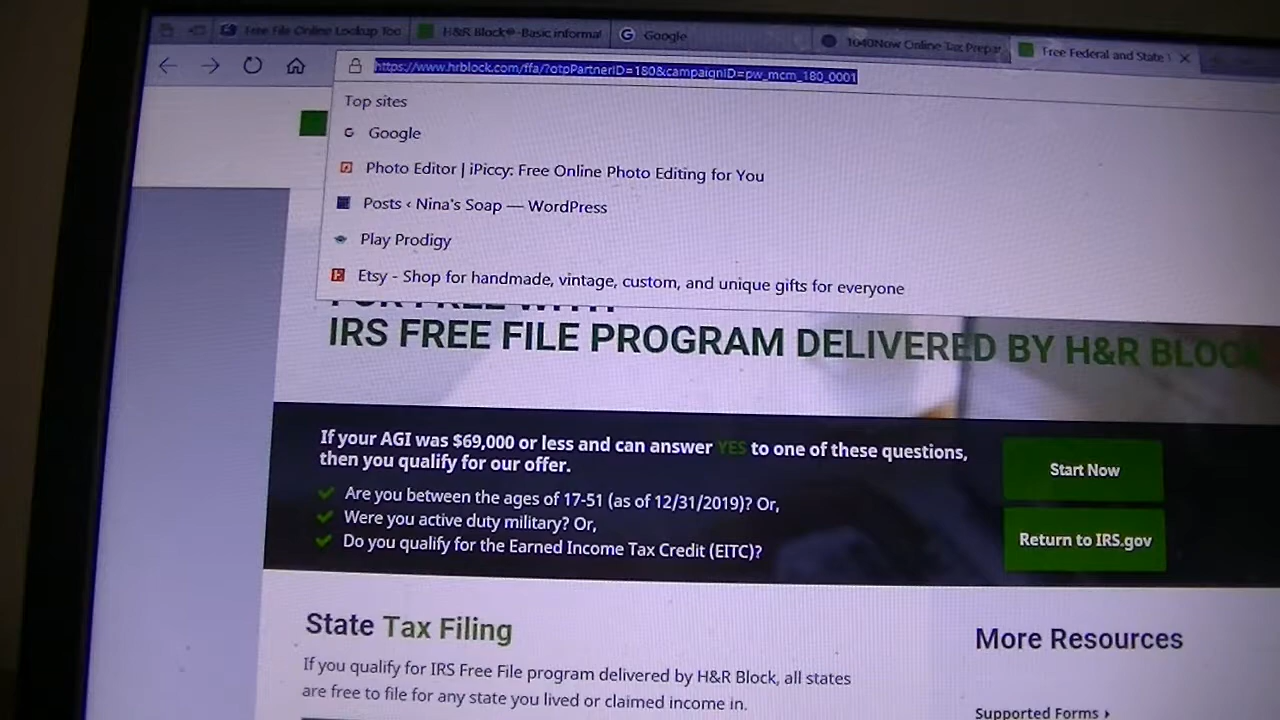 Free File Online Lookup Too
H&R Block®-Basic informat
Google
1040Now Online Tax Prepar
Free Federal and State
https://www.hrblock.com/ffa/?otpPartnerID=180&campaignID=pw_mcm_180_0001
Top sites
Google
Photo Editor | iPiccy: Free Online Photo Editing for You
Posts ‹ Nina's Soap — WordPress
Play Prodigy
Etsy - Shop for handmade, vintage, custom, and unique gifts for everyone
FOR FREE WITH
IRS FREE FILE PROGRAM DELIVERED BY H&R BLOCK
If your AGI was $69,000 or less and can answer YES to one of these questions,
then you qualify for our offer.
Are you between the ages of 17-51 (as of 12/31/2019)? Or,
Were you active duty military? Or,
Do you qualify for the Earned Income Tax Credit (EITC)?
Start Now
Return to IRS.gov
State Tax Filing
If you qualify for IRS Free File program delivered by H&R Block, all states
are free to file for any state you lived or claimed income in.
More Resources
Supported Forms